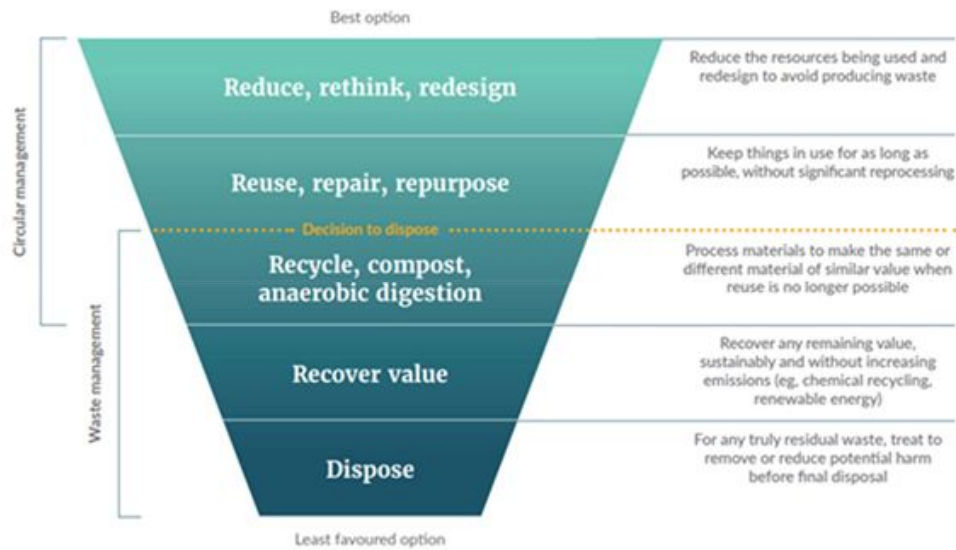 Best option
Circular management
Waste management
Reduce, rethink, redesign
Reduce the resources being used and
redesign to avoid producing waste
Reuse, repair, repurpose
Keep things in use for as long as
possible, without significant reprocessing
Decision to dispose
Recycle, compost,
anaerobic digestion
Process materials to make the same or
different material of similar value when
reuse is no longer possible
Recover value
Recover any remaining value,
sustainably and without increasing
emissions (eg, chemical recycling,
renewable energy)
Dispose
For any truly residual waste, treat to
remove or reduce potential harm
before final disposal
Least favoured option